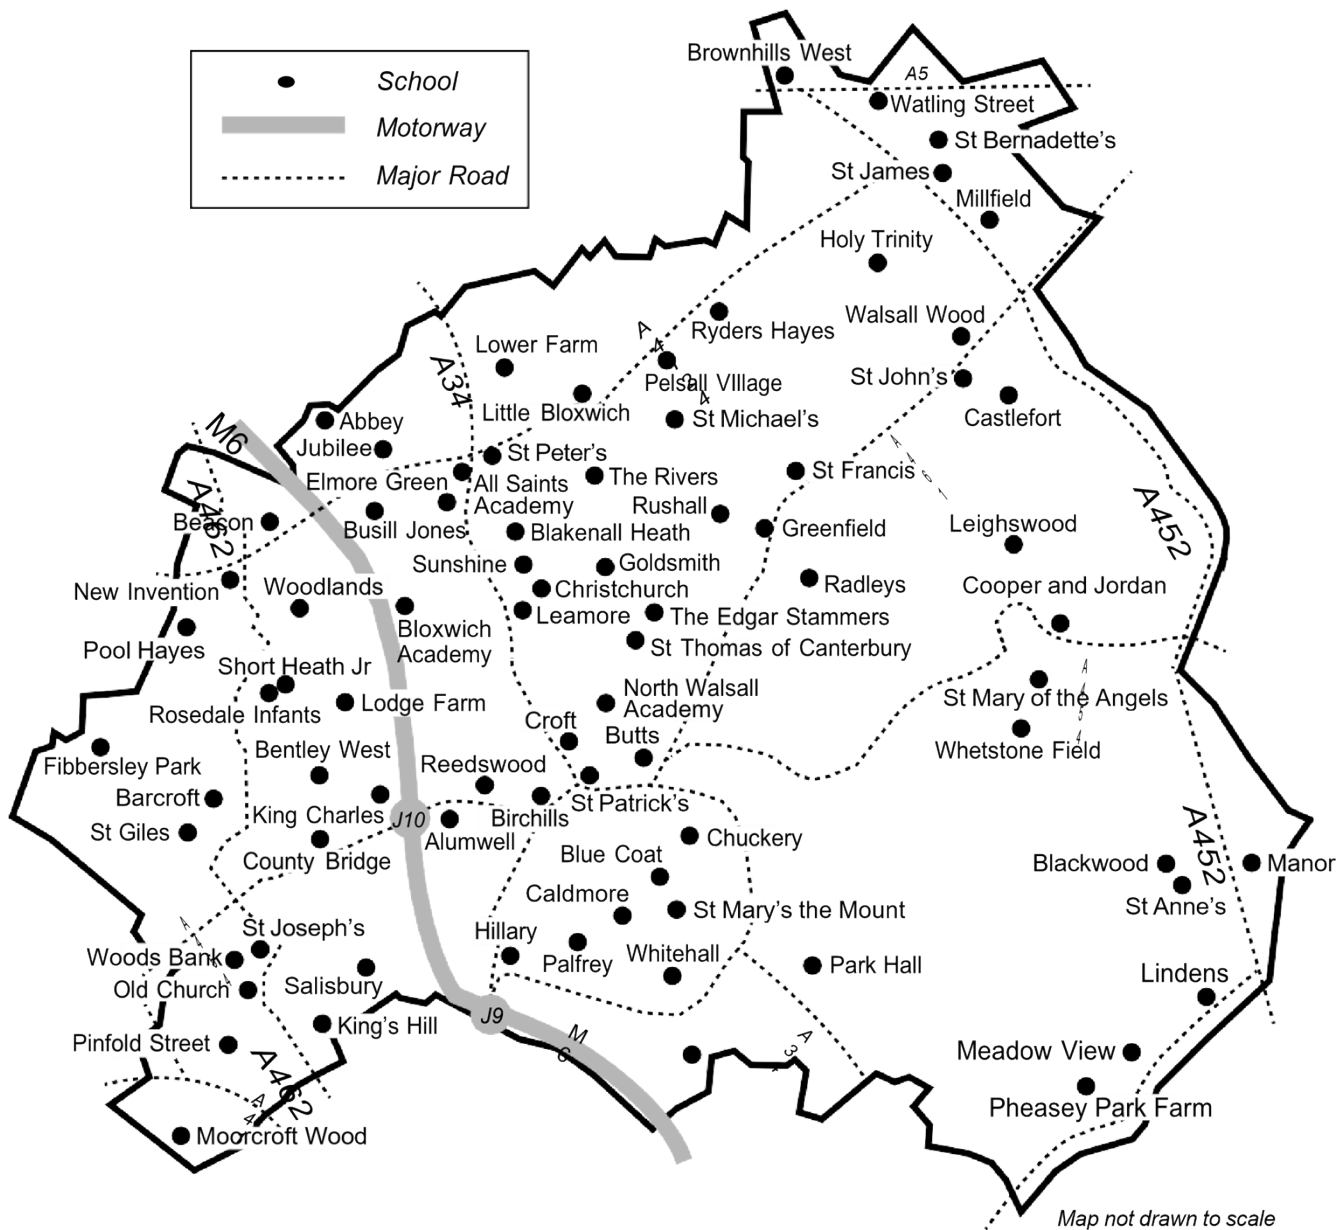 Brownhills West
School
A5
Watling Street
Motorway
St Bernadette's
Major Road
St James
Millfield
Holy Trinity
Walsall Wood
Ryders Hayes
Lower Farm
A34
St John's
Pelsall VIllage
Castlefort
Little Bloxwich
St Michael's
Abbey
M6
Jubilee
St Peter's
St Francis
The Rivers
Elmore Green
All Saints
Academy
Rushall
A462
Beacon
Busill Jones
Blakenall Heath
Greenfield
Leighswood
A452
Sunshine
Goldsmith
New Invention
Woodlands
Christchurch
Radleys
Cooper and Jordan
Leamore
The Edgar Stammers
Bloxwich
Academy
Pool Hayes
St Thomas of Canterbury
Short Heath Jr
Rosedale Infants
Lodge Farm
North Walsall
Academy
St Mary of the Angels
Croft
Butts
Bentley West
Whetstone Field
Fibbersley Park
Reedswood
Barcroft
St Patrick's
King Charles
J10
Birchills
St Giles
Alumwell
Chuckery
County Bridge
Blue Coat
A452
Blackwood
Manor
Caldmore
St Anne's
St Mary's the Mount
St Joseph's
Hillary
Woods Bank
Palfrey
Whitehall
Park Hall
Old Church
Salisbury
Lindens
J9
King's Hill
M6
Pinfold Street
Meadow View
A462
Pheasey Park Farm
Moorcroft Wood
Map not drawn to scale